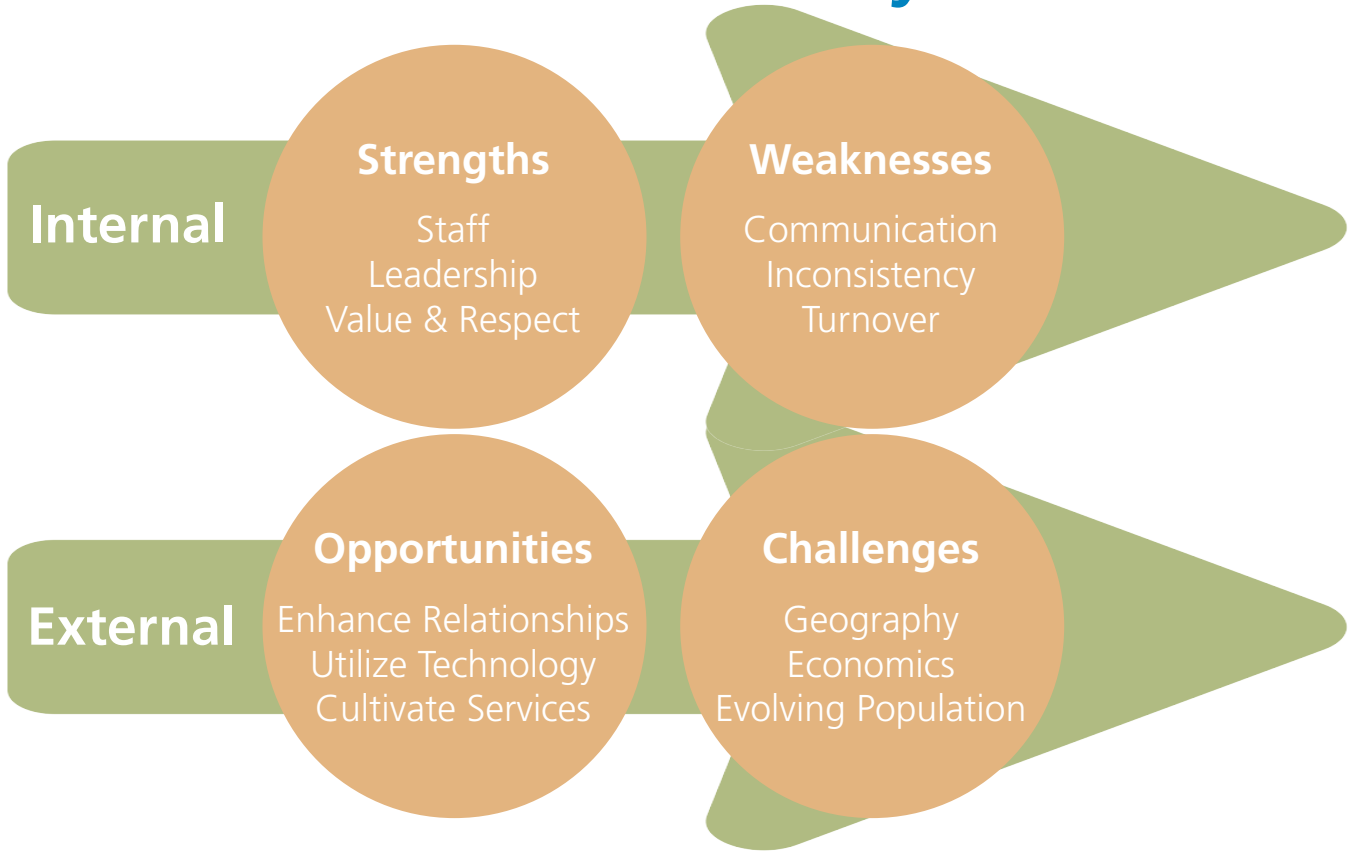 Internal
Strengths
Staff
Leadership
Value & Respect
Weaknesses
Communication
Inconsistency
Turnover
External
Opportunities
Enhance Relationships
Utilize Technology
Cultivate Services
Challenges
Geography
Economics
Evolving Population